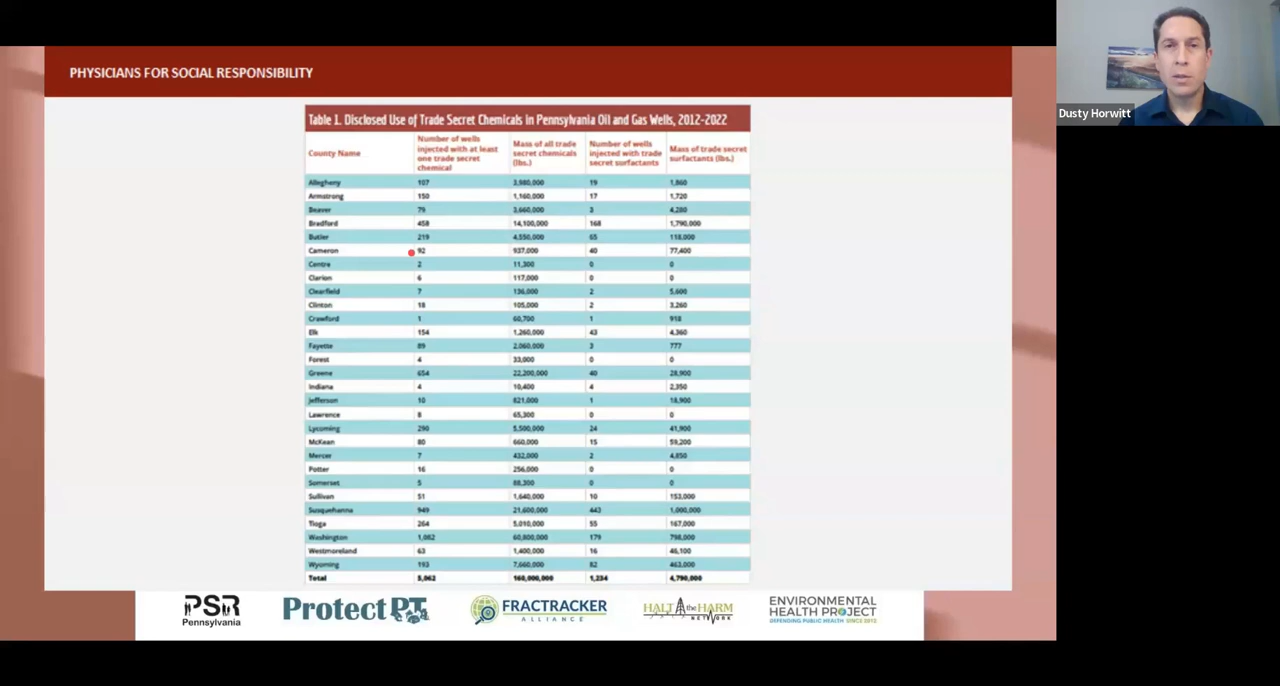 PHYSICIANS FOR SOCIAL RESPONSIBILITY
Dusty Horwitt
Table 1. Disclosed Use of Trade Secret Chemicals in Pennsylvania Oil and Gas Wells, 2012-2022
County Name | Number of wells injected with at least one trade secret chemical | Mass of all trade secret chemicals (lbs.) | Number of wells injected with trade secret surfactants | Mass of trade secret surfactants (lbs.)
Allegheny 107 3,980,000 19 1,860
Armstrong 150 1,160,000 17 1,720
Beaver 79 3,660,000 3 4,280
Bradford 458 14,100,000 168 1,790,000
Butler 219 4,550,000 65 118,000
Cameron 92 937,000 40 77,400
Centre 2 11,300 0 0
Clarion 6 117,000 0 0
Clearfield 7 136,000 2 5,600
Clinton 18 105,000 2 3,260
Crawford 1 60,700 1 918
Elk 154 1,260,000 43 4,360
Fayette 89 2,060,000 3 777
Forest 4 33,000 0 0
Greene 654 22,200,000 40 28,900
Indiana 4 10,400 4 2,350
Jefferson 10 821,000 1 18,900
Lawrence 8 65,300 0 0
Lycoming 290 5,500,000 24 41,900
McKean 80 660,000 15 59,200
Mercer 7 432,000 2 4,850
Potter 16 256,000 0 0
Somerset 5 88,300 0 0
Sullivan 51 1,640,000 10 153,000
Susquehanna 949 21,600,000 443 1,000,000
Tioga 264 5,010,000 55 167,000
Washington 1,082 60,800,000 179 798,000
Westmoreland 63 1,400,000 16 46,100
Wyoming 193 7,660,000 82 463,000
Total 5,062 160,000,000 1,234 4,790,000
PSR
Pennsylvania
Protect PT
FRACTRACKER
ALLIANCE
HALT the HARM
NETWORK
ENVIRONMENTAL
HEALTH PROJECT
DEFENDING PUBLIC HEALTH SINCE 2012